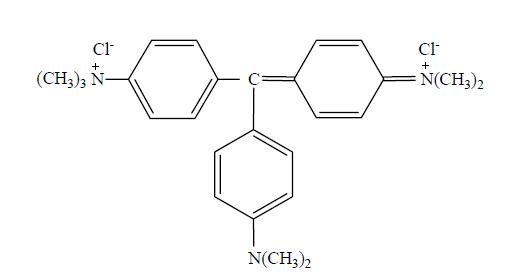 Cl⁻ Cl⁻
+ +
(CH₃)₃ N C N(CH₃)₂
N(CH₃)₂